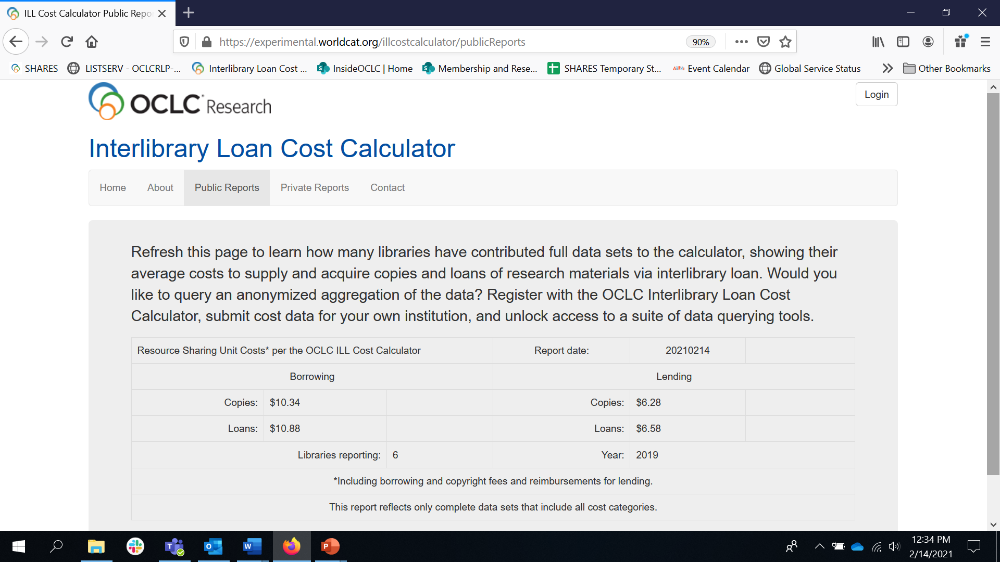 ILL Cost Calculator Public Repo
https://experimental.worldcat.org/illcostcalculator/publicReports
90%
SHARES
LISTSERV - OCLCRLP-...
Interlibrary Loan Cost ...
InsideOCLC | Home
Membership and Rese...
SHARES Temporary St...
Event Calendar
Global Service Status
Other Bookmarks
OCLC Research
Login
Interlibrary Loan Cost Calculator
Home About Public Reports Private Reports Contact
Refresh this page to learn how many libraries have contributed full data sets to the calculator, showing their
average costs to supply and acquire copies and loans of research materials via interlibrary loan. Would you
like to query an anonymized aggregation of the data? Register with the OCLC Interlibrary Loan Cost
Calculator, submit cost data for your own institution, and unlock access to a suite of data querying tools.
Resource Sharing Unit Costs* per the OCLC ILL Cost Calculator Report date: 20210214
Borrowing Lending
Copies: $10.34 Copies: $6.28
Loans: $10.88 Loans: $6.58
Libraries reporting: 6 Year: 2019
*Including borrowing and copyright fees and reimbursements for lending.
This report reflects only complete data sets that include all cost categories.
12:34 PM
2/14/2021